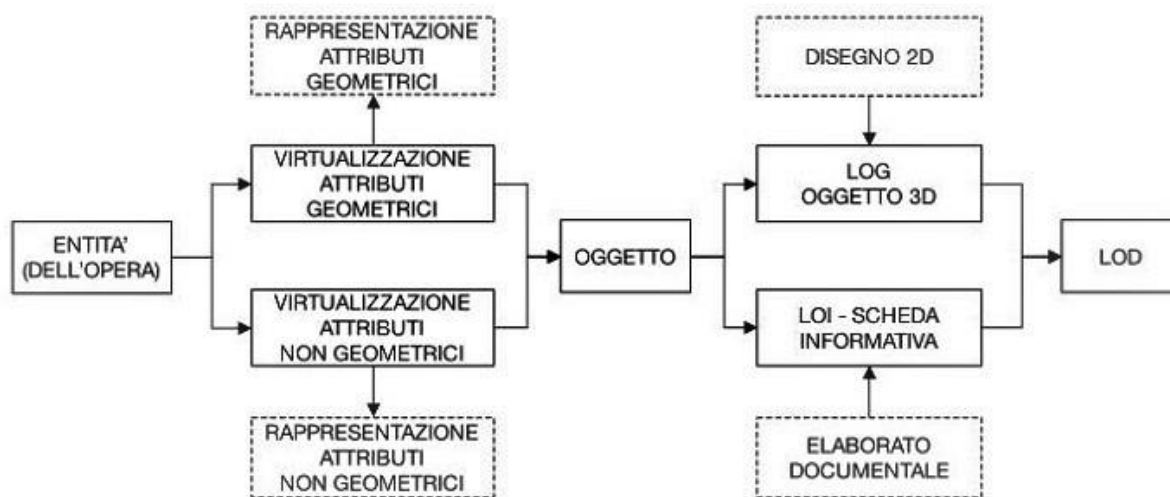 RAPPRESENTAZIONE
ATTRIBUTI
GEOMETRICI
DISEGNO 2D
VIRTUALIZZAZIONE
ATTRIBUTI
GEOMETRICI
LOG
OGGETTO 3D
ENTITA'
(DELL'OPERA)
OGGETTO
LOD
VIRTUALIZZAZIONE
ATTRIBUTI
NON GEOMETRICI
LOI - SCHEDA
INFORMATIVA
RAPPRESENTAZIONE
ATTRIBUTI
NON GEOMETRICI
ELABORATO
DOCUMENTALE